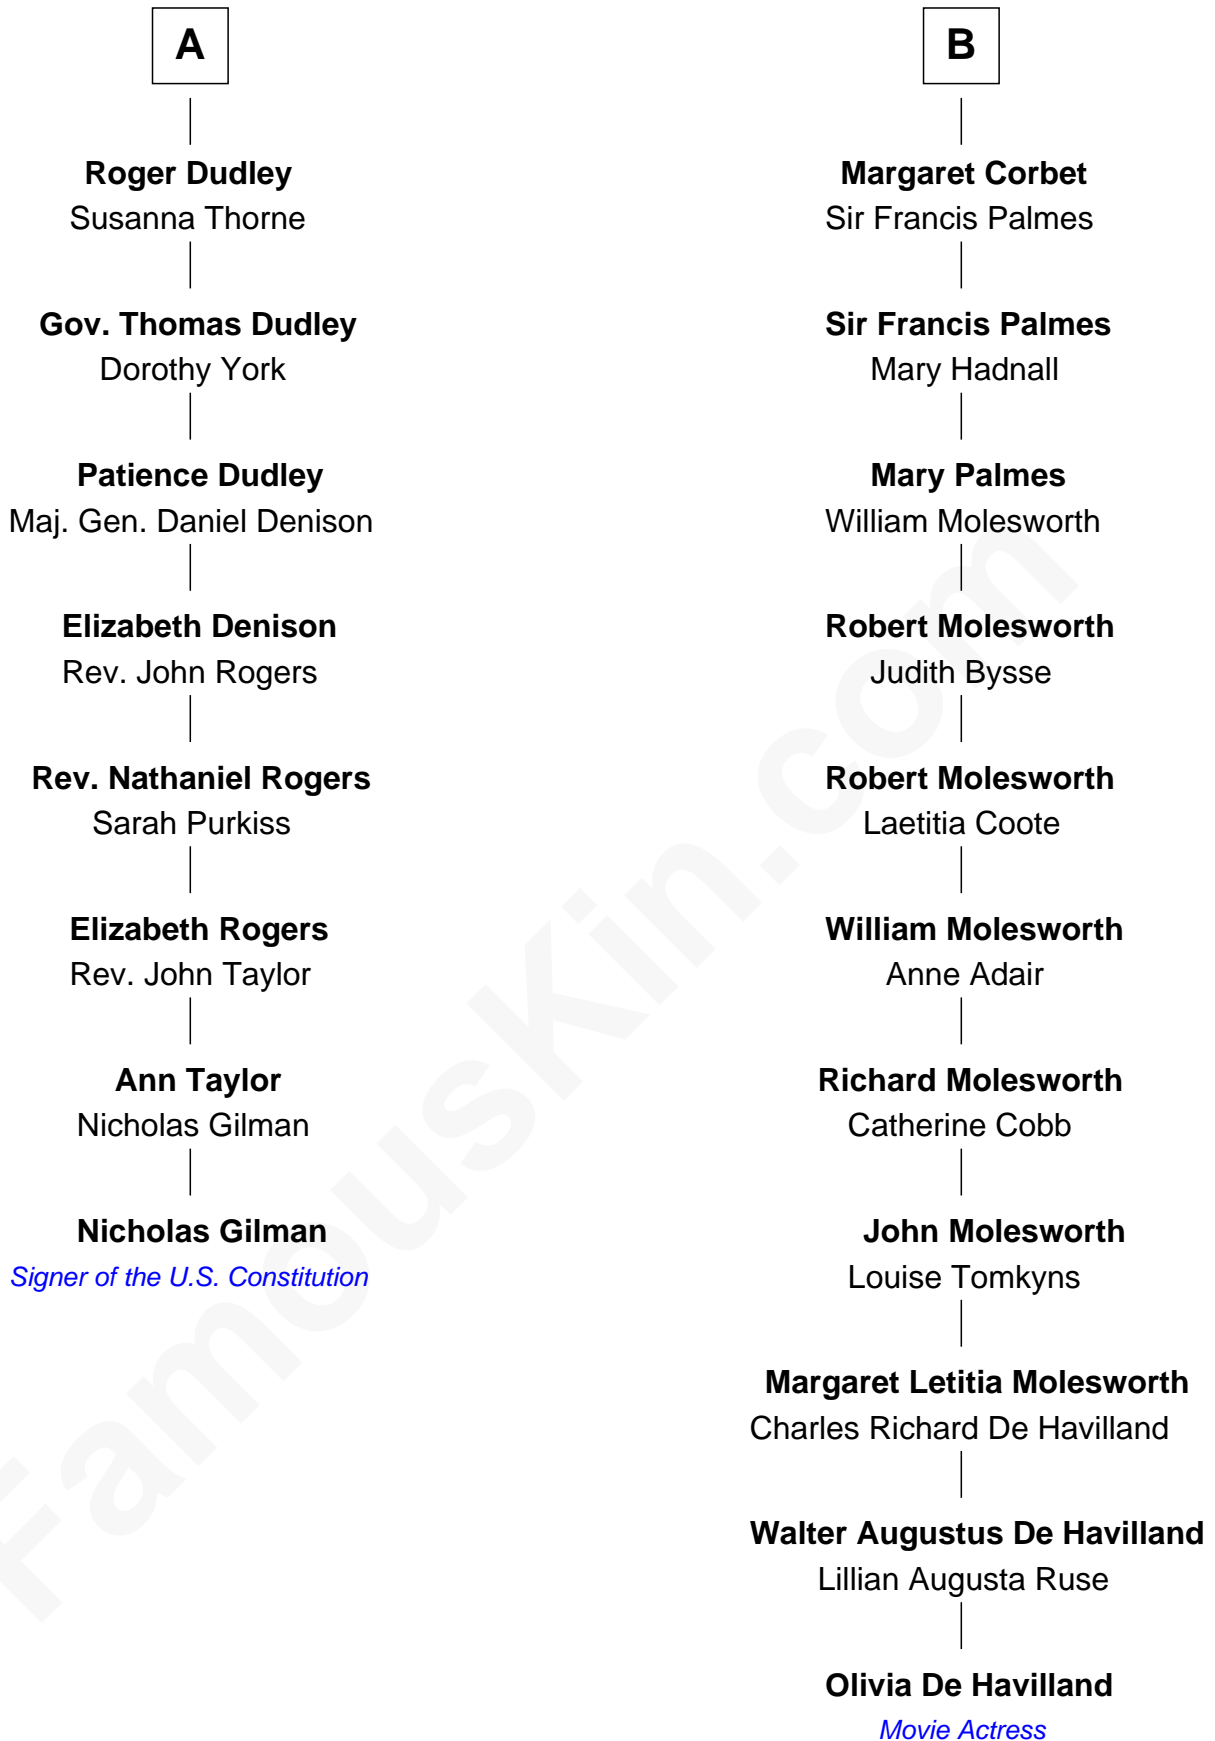 A
Roger Dudley
Susanna Thorne
Gov. Thomas Dudley
Dorothy York
Patience Dudley
Maj. Gen. Daniel Denison
Elizabeth Denison
Rev. John Rogers
Rev. Nathaniel Rogers
Sarah Purkiss
Elizabeth Rogers
Rev. John Taylor
Ann Taylor
Nicholas Gilman
Nicholas Gilman
Signer of the U.S. Constitution
B
Margaret Corbet
Sir Francis Palmes
Sir Francis Palmes
Mary Hadnall
Mary Palmes
William Molesworth
Robert Molesworth
Judith Bysse
Robert Molesworth
Laetitia Coote
William Molesworth
Anne Adair
Richard Molesworth
Catherine Cobb
John Molesworth
Louise Tomkyns
Margaret Letitia Molesworth
Charles Richard De Havilland
Walter Augustus De Havilland
Lillian Augusta Ruse
Olivia De Havilland
Movie Actress
FamousKin.com